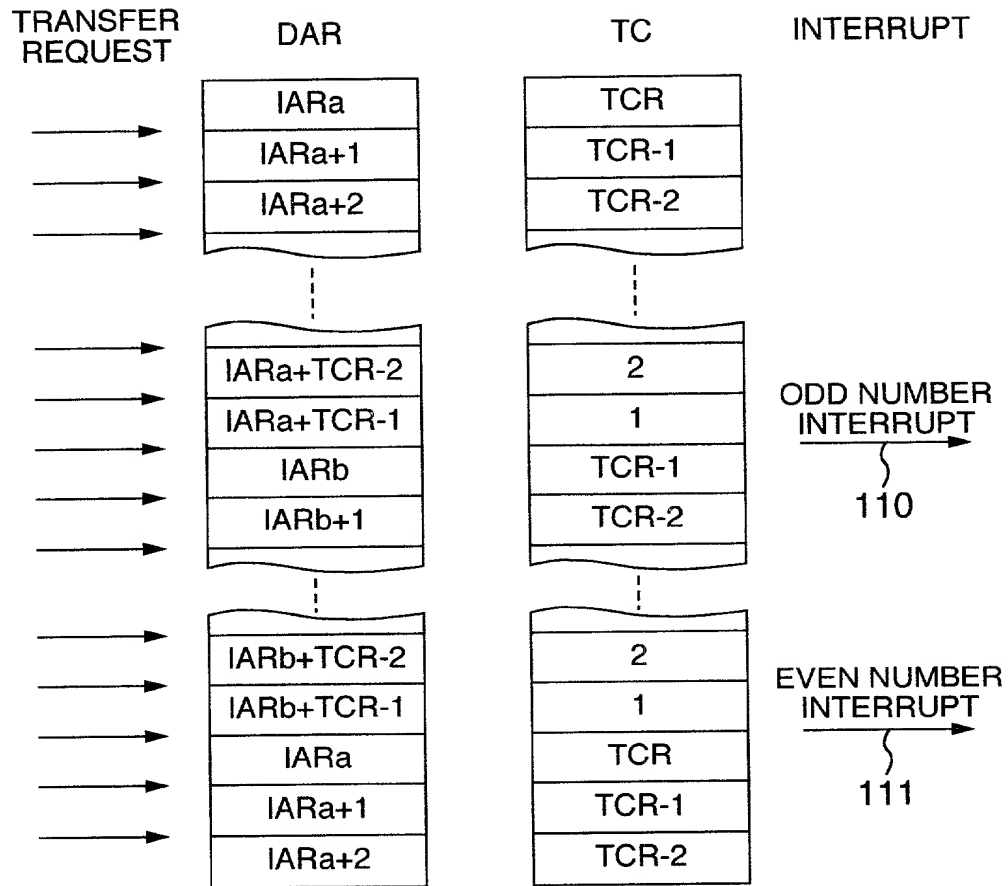 TRANSFER REQUEST
DAR
TC
INTERRUPT
IARa
TCR
IARa+1
TCR-1
IARa+2
TCR-2
IARa+TCR-2
2
IARa+TCR-1
1
ODD NUMBER INTERRUPT
IARb
TCR-1
IARb+1
TCR-2
110
IARb+TCR-2
2
IARb+TCR-1
1
EVEN NUMBER INTERRUPT
IARa
TCR
IARa+1
TCR-1
111
IARa+2
TCR-2